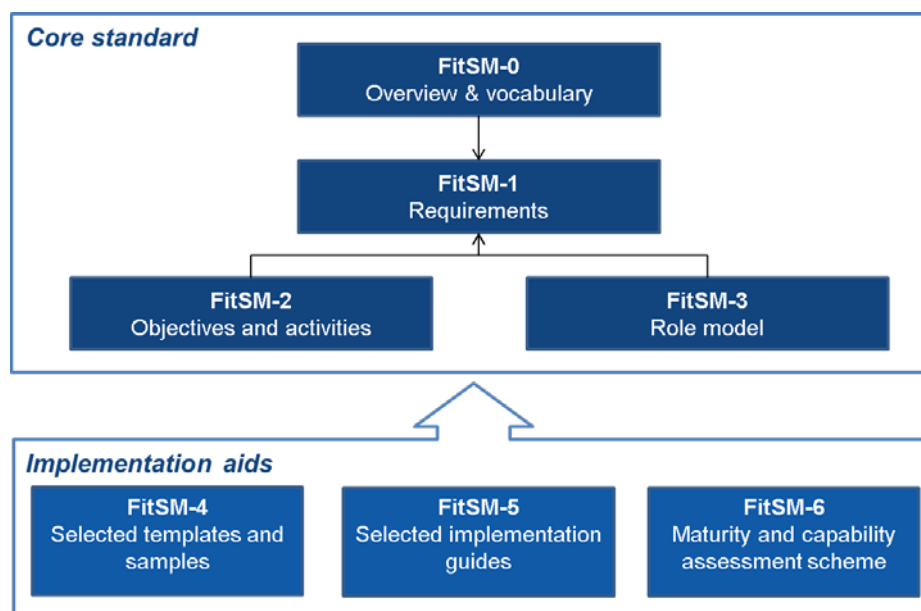 Core standard
FitSM-0
Overview & vocabulary
FitSM-1
Requirements
FitSM-2
Objectives and activities
FitSM-3
Role model
Implementation aids
FitSM-4
Selected templates and
samples
FitSM-5
Selected implementation
guides
FitSM-6
Maturity and capability
assessment scheme